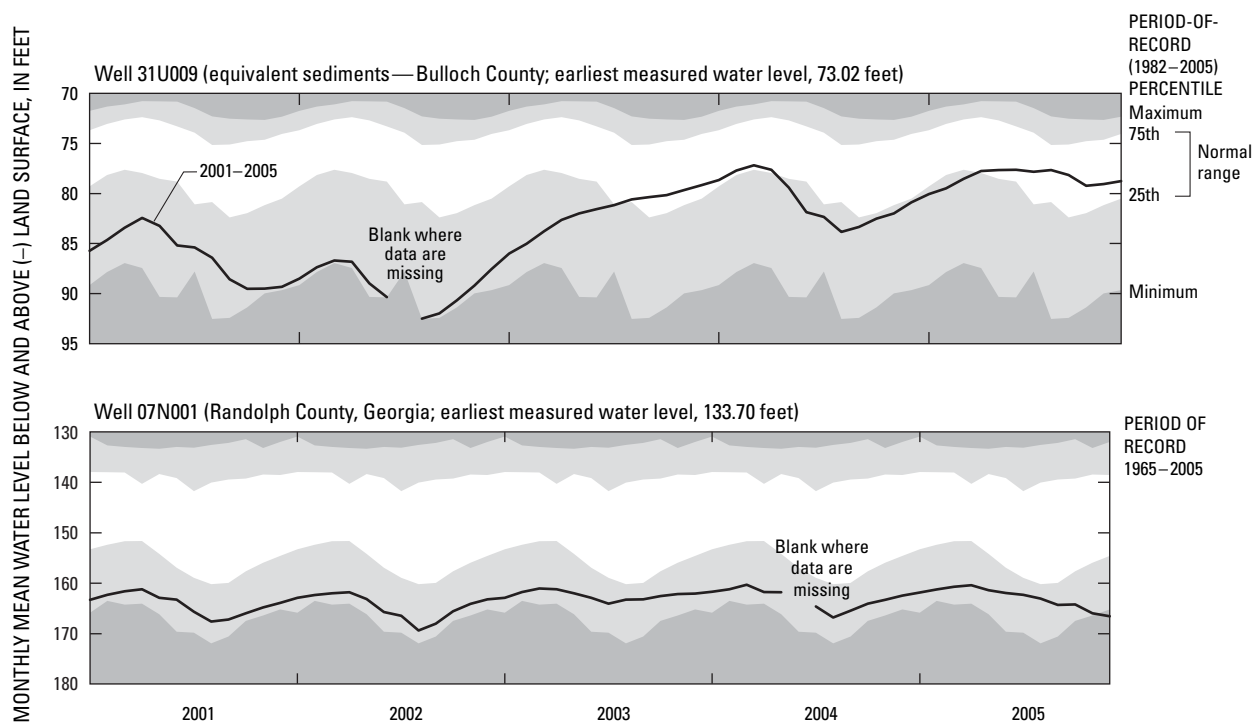 MONTHLY MEAN WATER LEVEL BELOW AND ABOVE (–) LAND SURFACE, IN FEET
Well 31U009 (equivalent sediments—Bulloch County; earliest measured water level, 73.02 feet)
PERIOD-OF-
RECORD
(1982–2005)
PERCENTILE
70
75
80
85
90
95
Maximum
75th
Normal
range
25th
Minimum
2001–2005
Blank where
data are
missing
Well 07N001 (Randolph County, Georgia; earliest measured water level, 133.70 feet)
PERIOD OF
RECORD
1965–2005
130
140
150
160
170
180
Blank where
data are
missing
2001
2002
2003
2004
2005